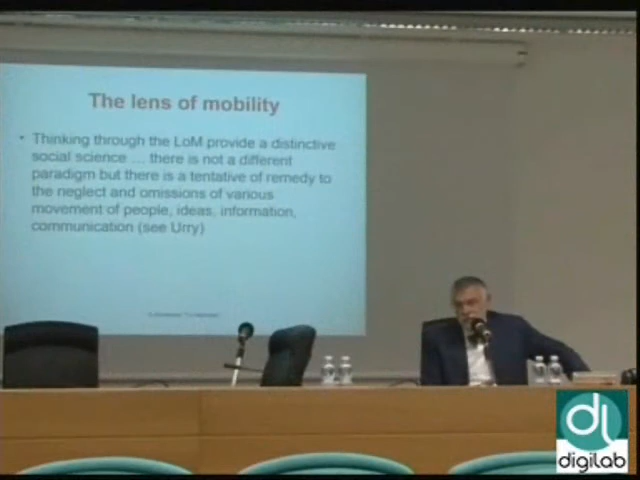 The lens of mobility
• Thinking through the LoM provide a distinctive
social science ... there is not a different
paradigm but there is a tentative of remedy to
the neglect and omissions of various
movement of people, ideas, information,
communication (see Urry)
dl
digilab